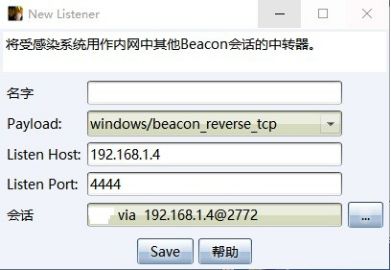 New Listener
将受感染系统用作内网中其他Beacon会话的中转器。
名字
Payload: windows/beacon_reverse_tcp
Listen Host: 192.168.1.4
Listen Port: 4444
会话 via 192.168.1.4@2772 ...
Save 帮助